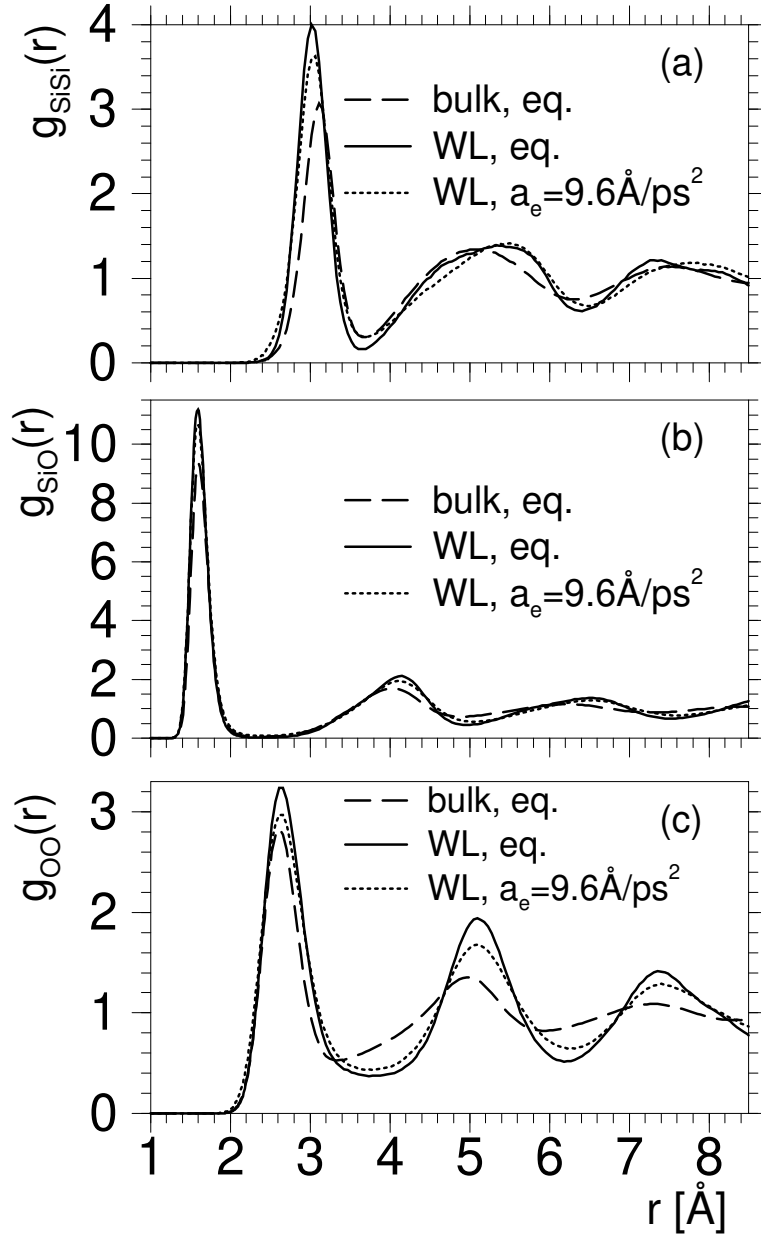 4
3
2
1
0
g_SiSi(r)
(a)
bulk, eq.
WL, eq.
WL, a_e=9.6Å/ps^2
10
8
6
4
2
0
g_SiO(r)
(b)
bulk, eq.
WL, eq.
WL, a_e=9.6Å/ps^2
3
2
1
0
g_OO(r)
(c)
bulk, eq.
WL, eq.
WL, a_e=9.6Å/ps^2
1 2 3 4 5 6 7 8
r [Å]